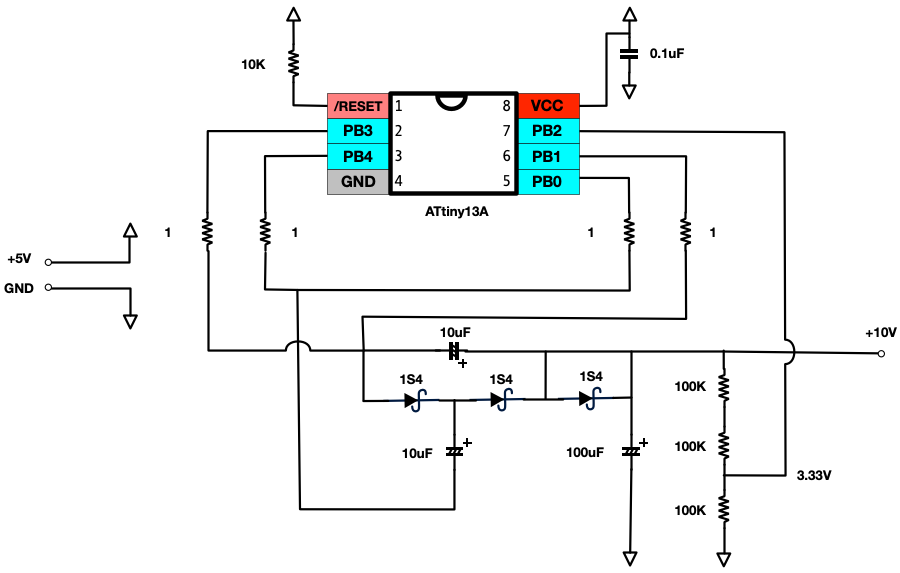 10K
0.1uF
/RESET 1 8 VCC
PB3 2 7 PB2
PB4 3 6 PB1
GND 4 5 PB0
ATtiny13A
1 1 1 1
+5V
GND
10uF
+
+10V
1S4 1S4 1S4
100K
10uF + 100uF + 100K
3.33V
100K